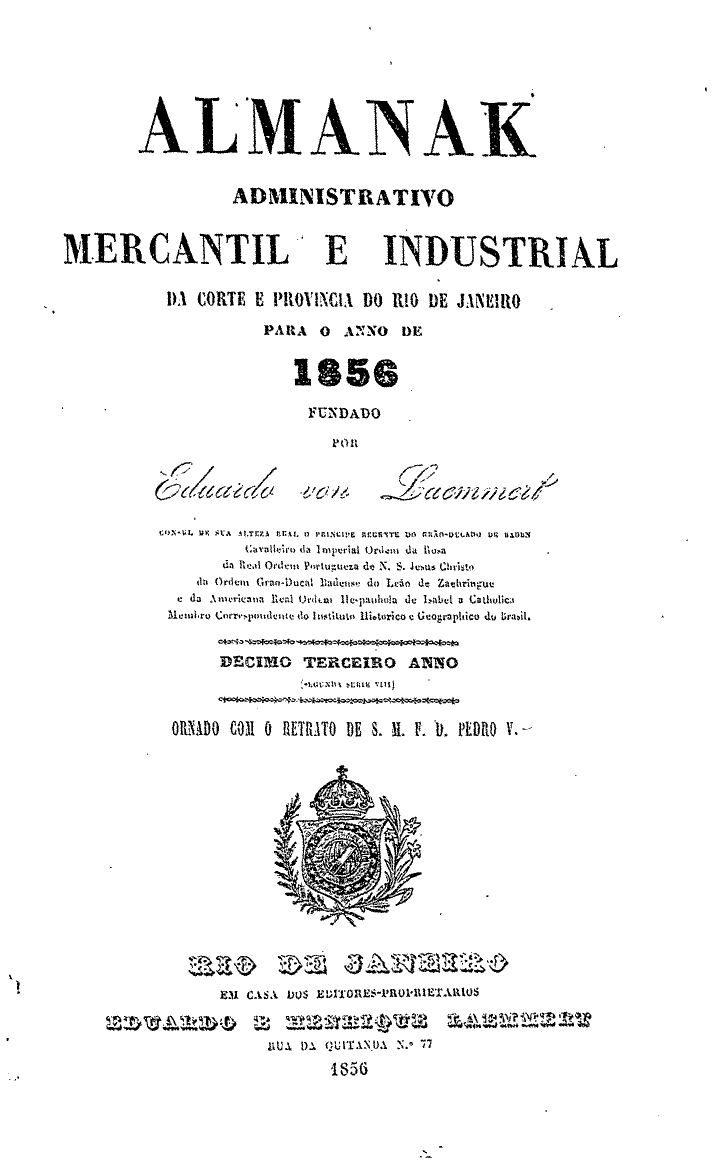 ALMANAK
ADMINISTRATIVO
MERCANTIL E INDUSTRIAL
DA CORTE E PROVINCIA DO RIO DE JANEIRO
PARA O ANNO DE
1856
FUNDADO
POR
Eduardo von Laemmert
CONSUL DE SUA ALTEZA REAL O PRINCIPE REGENTE DO GRÃO-DUCADO DE BADEN
Cavalleiro da Imperial Ordem da Rosa
da Real Ordem Portugueza de N. S. Jesus Christo
da Ordem Grao-Ducal Badense do Leão de Zaehringue
e da Americana Real Ordem Hespanhola de Isabel a Catholica
Membro Correspondente do Instituto Historico e Geographico do Brasil.
DECIMO TERCEIRO ANNO
(SEGUNDA SERIE VIII)
ORNADO COM O RETRATO DE S. M. F. D. PEDRO V.
RIO DE JANEIRO
EM CASA DOS EDITORES-PROPRIETARIOS
EDUARDO E HENRIQUE LAEMMERT
RUA DA QUITANDA N.º 77
1856